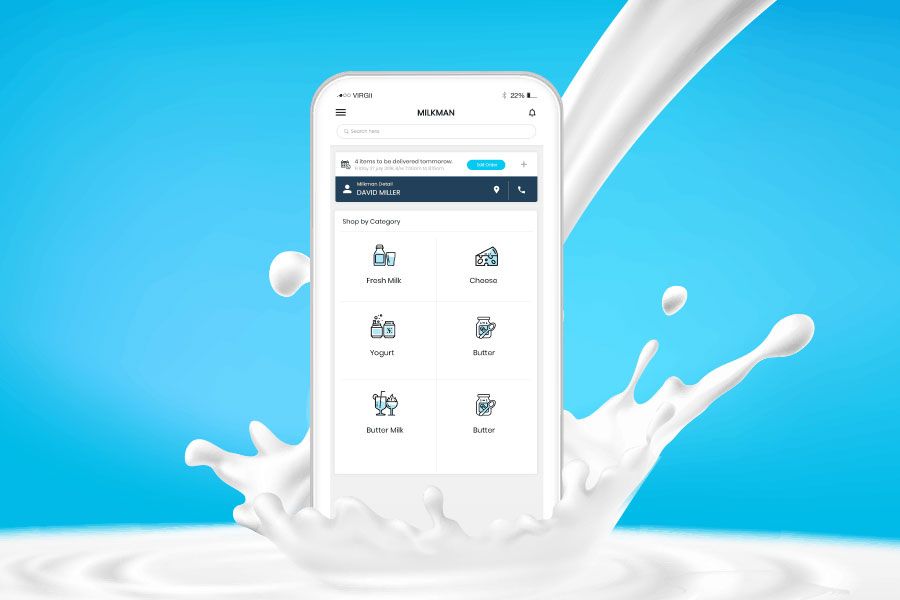 VIRGII
22%
MILKMAN
Search here
4 items to be delivered tommorow.
Edit Order
Milkman Detail
DAVID MILLER
Shop by Category
Fresh Milk
Cheese
Yogurt
Butter
Butter Milk
Butter